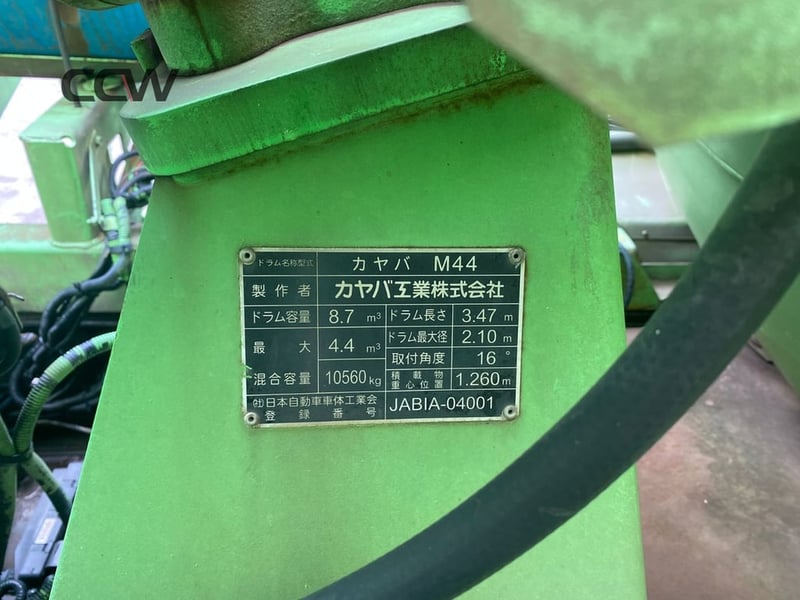 CCW
ドラム名称型式 カヤバ M44
製作者 カヤバ工業株式会社
ドラム容量 8.7 m³ ドラム長さ 3.47 m
最大混合容量 4.4 m³ ドラム最大径 2.10 m
取付角度 16°
10560kg 積載物重心位置 1.260m
㈳日本自動車車体工業会
登録番号 JABIA-04001